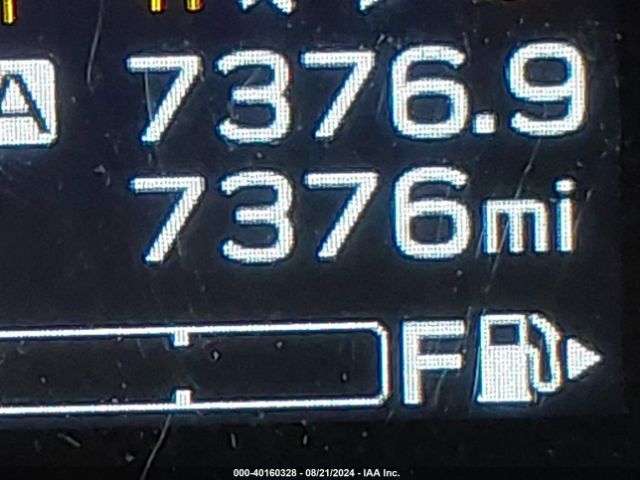 A 7376.9
7376mi
F
000-40160328 - 08/21/2024 - IAA Inc.